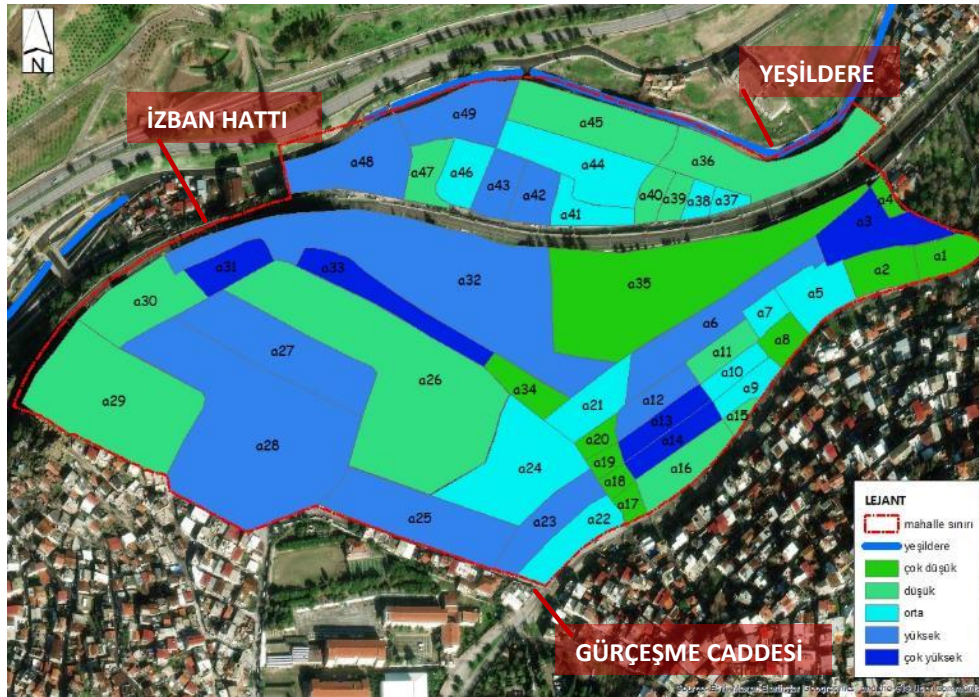 N
YEŞİLDERE
İZBAN HATTI
a49
a45
a48
a47
a46
a44
a36
a43
a42
a41
a40
a39
a38
a37
a4
a3
a1
a2
a31
a33
a32
a35
a5
a30
a7
a6
a8
a11
a27
a10
a26
a34
a9
a29
a12
a21
a13
a15
a28
a20
a14
a24
a19
a16
a18
a17
a25
a23
a22
LEJANT
mahalle sınırı
yeşildere
çok düşük
düşük
orta
yüksek
çok yüksek
GÜRÇEŞME CADDESİ